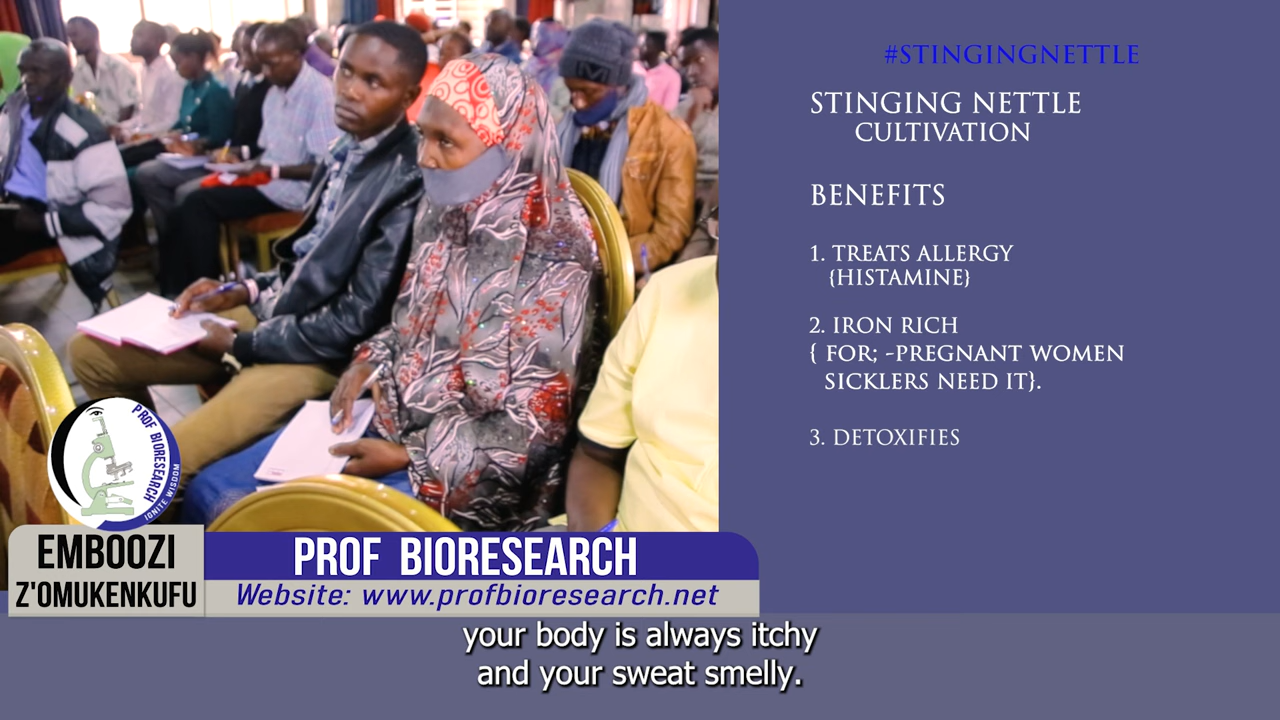 #STINGINGNETTLE
STINGING NETTLE
CULTIVATION
BENEFITS
1. TREATS ALLERGY
{HISTAMINE}
2. IRON RICH
{ FOR; -PREGNANT WOMEN
SICKLERS NEED IT}.
3. DETOXIFIES
PROF BIORESEARCH
IGNITE WISDOM
EMBOOZI
Z'OMUKENKUFU
PROF BIORESEARCH
Website: www.profbioresearch.net
your body is always itchy
and your sweat smelly.